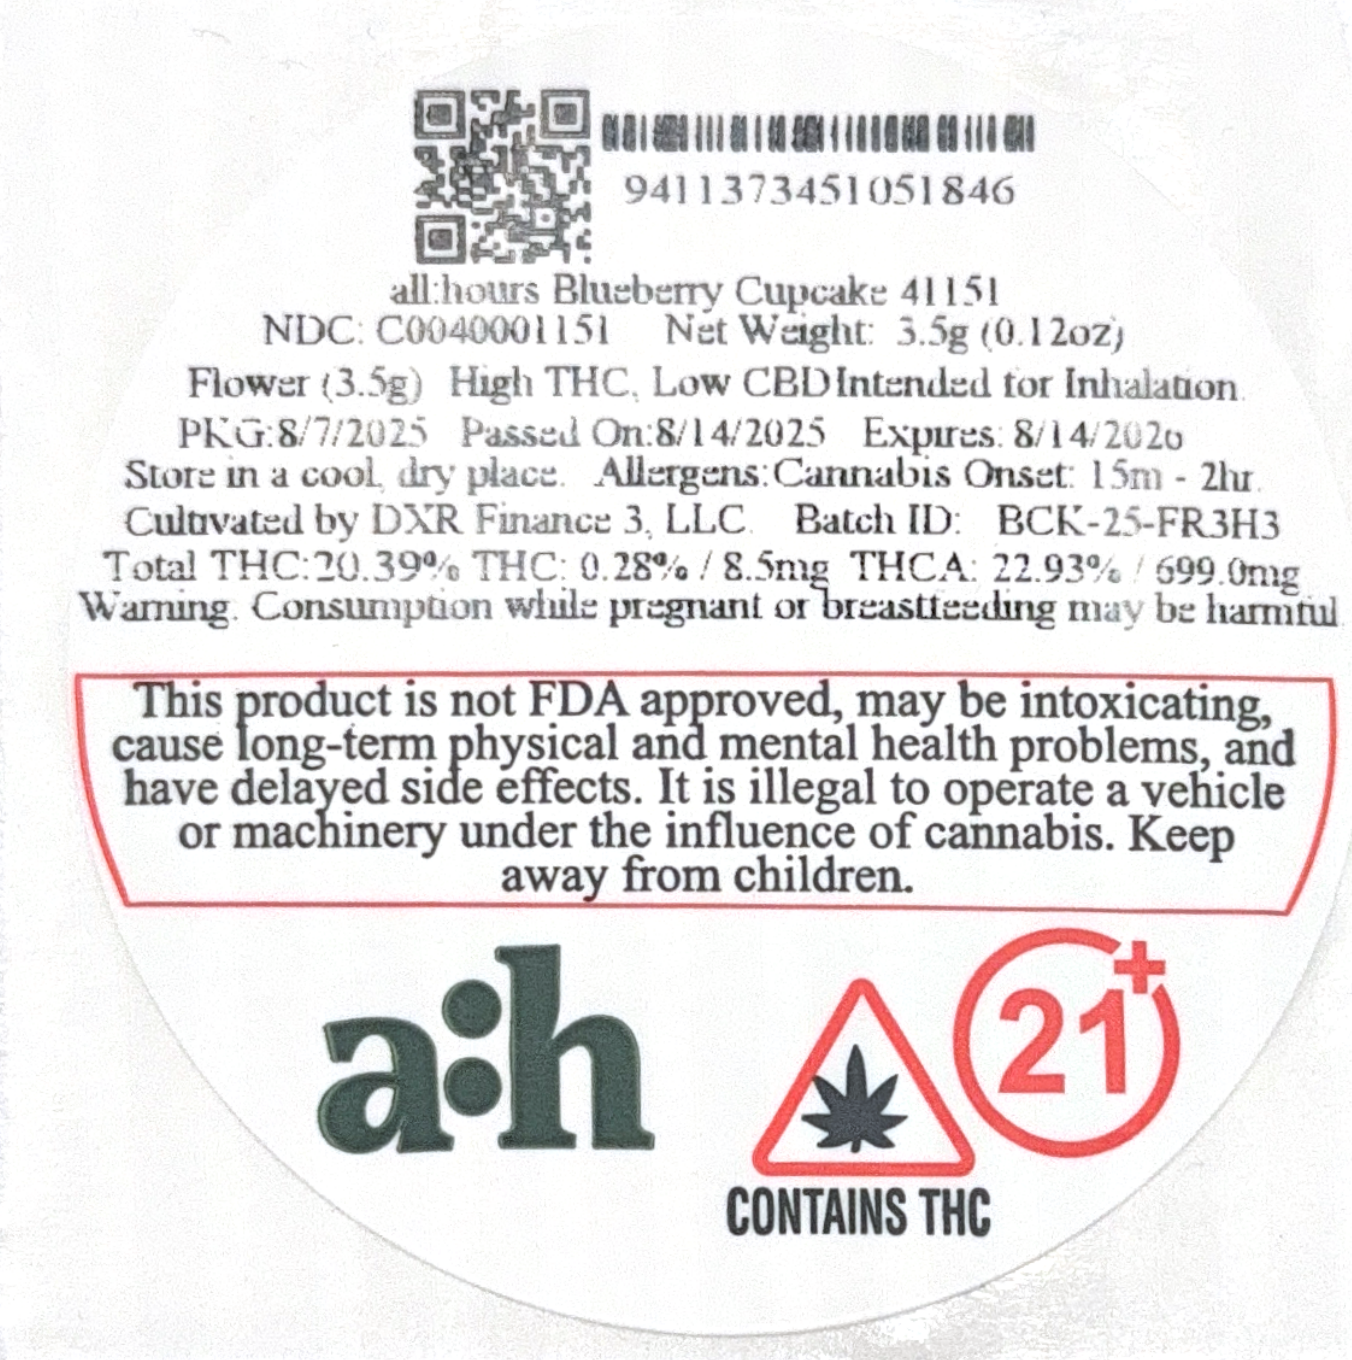 9411373451051846
all:hours Blueberry Cupcake 41151
NDC: C0040001151 Net Weight: 3.5g (0.12oz)
Flower (3.5g) High THC, Low CBD Intended for Inhalation.
PKG:8/7/2025 Passed On:8/14/2025 Expires: 8/14/2026
Store in a cool, dry place. Allergens:Cannabis Onset: 15m - 2hr.
Cultivated by DXR Finance 3, LLC. Batch ID: BCK-25-FR3H3
Total THC:20.39% THC: 0.28% / 8.5mg THCA: 22.93% / 699.0mg
Warning. Consumption while pregnant or breastfeeding may be harmful.
This product is not FDA approved, may be intoxicating,
cause long-term physical and mental health problems, and
have delayed side effects. It is illegal to operate a vehicle
or machinery under the influence of cannabis. Keep
away from children.
a:h
21+
CONTAINS THC